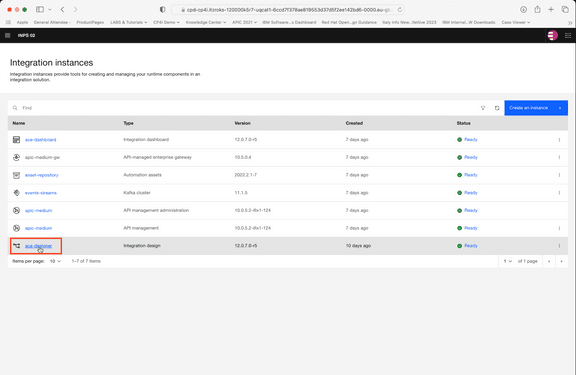 cpd-cp4i.itzroks-120000k5r7-uqcat1-6ccd7f378ae819553d37d5f2ee142bd6-0000.eu-g
Apps General Attendee ProductPages LABS & Tutorials CP4I Demo Knowledge Center APIC 2021 IBM Software...s Dashboard Red Hat Open...go Guidance Italy Info New...bstline 2023 IBM Internal...W Downloads Case Viewer
INPS 02
Integration instances
Integration instances provide tools for creating and managing your runtime components in an
integration solution.
Find Create an instance +
Name Type Version Created Status
ace-dashboard Integration dashboard 12.0.7.0-r5 7 days ago Ready
apic-medium-gw API-managed enterprise gateway 10.5.0.4 7 days ago Ready
asset-repository Automation assets 2022.2.1-7 7 days ago Ready
events-streams Kafka cluster 11.1.5 7 days ago Ready
apic-medium API management administration 10.0.5.2-ifix1-124 7 days ago Ready
apic-medium API management 10.0.5.2-ifix1-124 7 days ago Ready
ace-designer Integration design 12.0.7.0-r5 10 days ago Ready
Items per page: 10 1–7 of 7 items 1 of 1 page